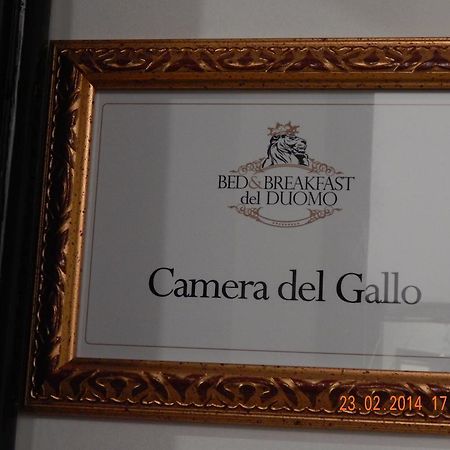 BED&BREAKFAST
del DUOMO
Camera del Gallo
23.02.2014 17